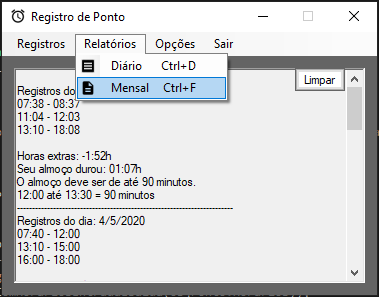 Registro de Ponto
Registros Relatórios Opções Sair
Diário Ctrl+D
Mensal Ctrl+F
Limpar
Registros do
07:38 - 08:37
11:04 - 12:03
13:10 - 18:08
Horas extras: -1:52h
Seu almoço durou: 01:07h
O almoço deve ser de até 90 minutos.
12:00 até 13:30 = 90 minutos
------------------------------------------------------------
Registros do dia: 4/5/2020
07:40 - 12:00
13:10 - 15:00
16:00 - 18:00